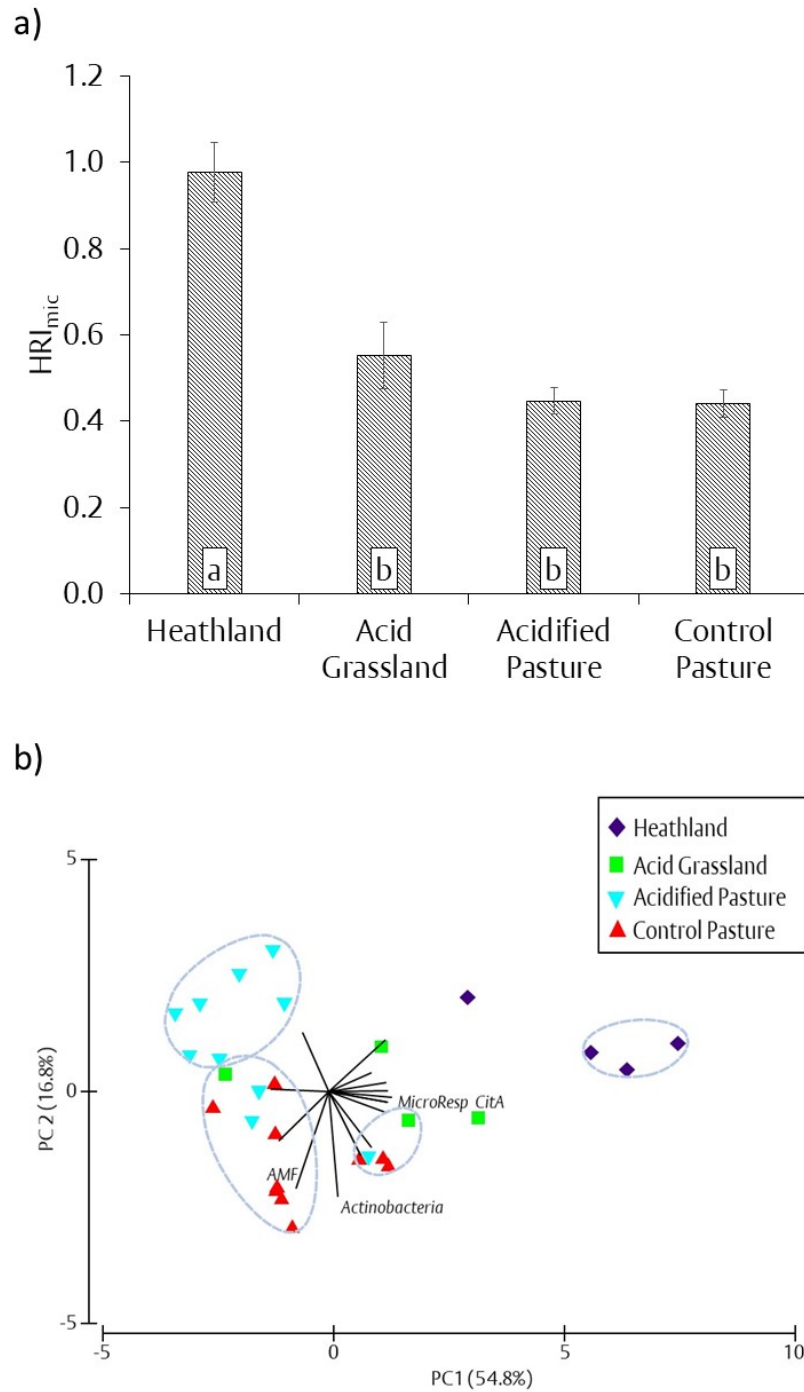 a)
1.2
1.0
0.8
0.6
0.4
0.2
0.0
HRImic
a
b
b
b
Heathland
Acid
Grassland
Acidified
Pasture
Control
Pasture
b)
Heathland
Acid Grassland
Acidified Pasture
Control Pasture
5
0
-5
PC 2 (16.8%)
MicroResp CitA
AMF
Actinobacteria
-5
0
5
10
PC1 (54.8%)